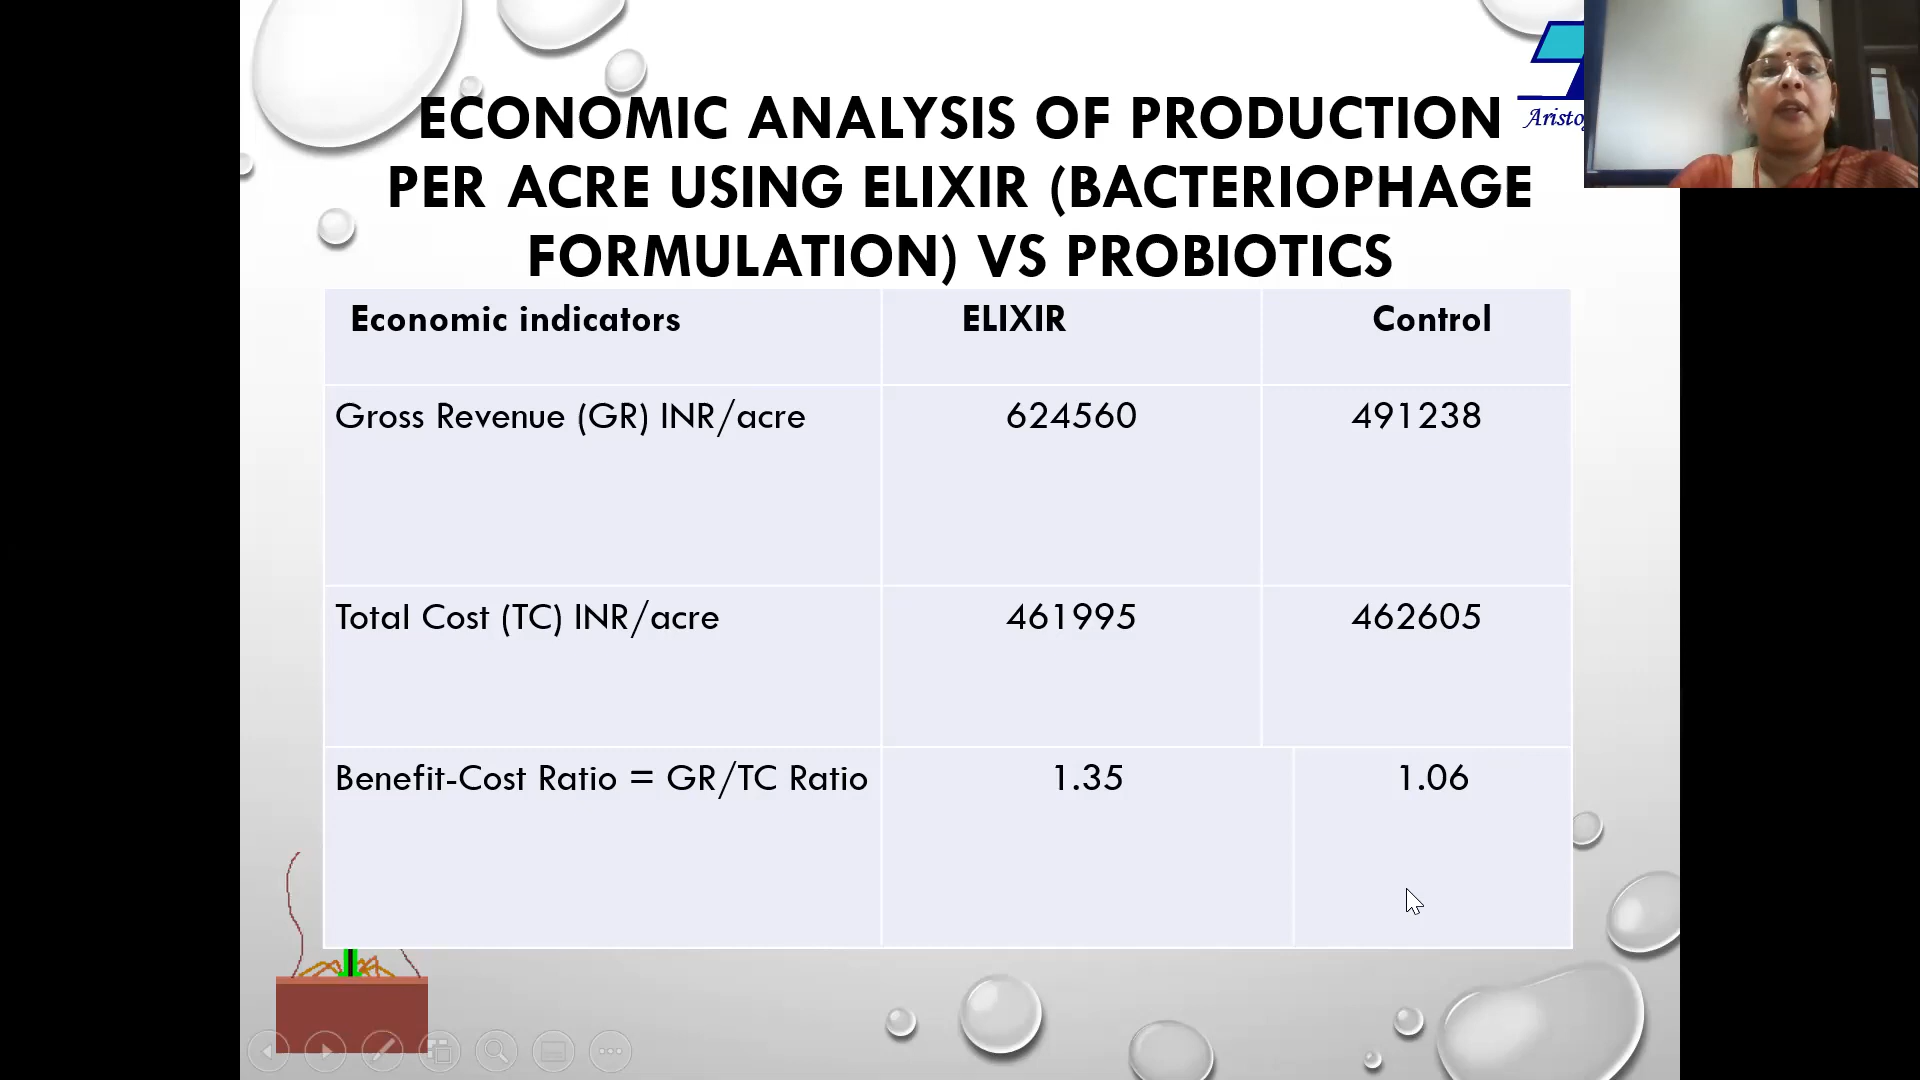 ECONOMIC ANALYSIS OF PRODUCTION
PER ACRE USING ELIXIR (BACTERIOPHAGE
FORMULATION) VS PROBIOTICS
Economic indicators ELIXIR Control
Gross Revenue (GR) INR/acre 624560 491238
Total Cost (TC) INR/acre 461995 462605
Benefit-Cost Ratio = GR/TC Ratio 1.35 1.06